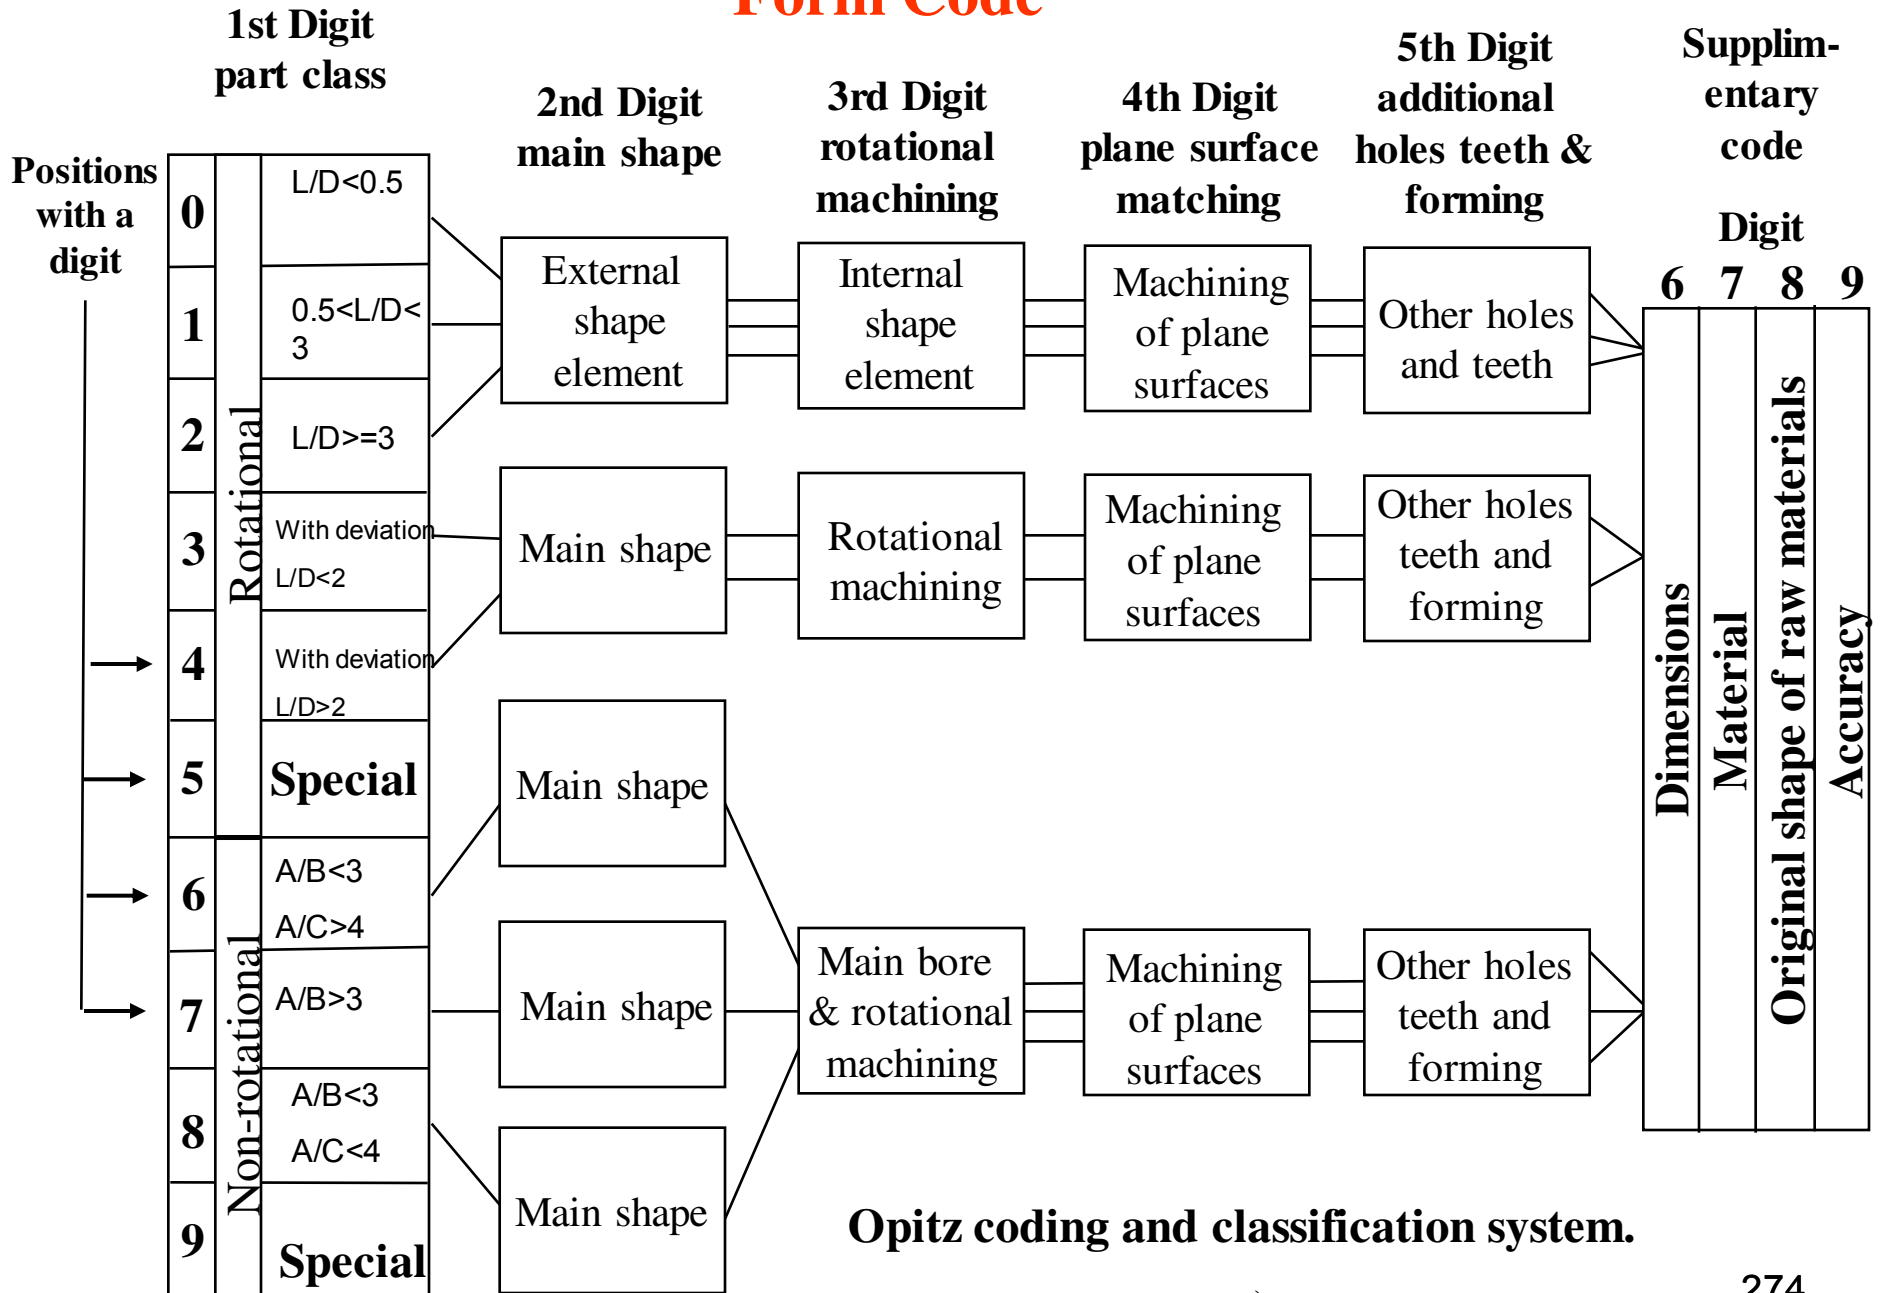 Form Code
1st Digit
part class
2nd Digit
main shape
3rd Digit
rotational
machining
4th Digit
plane surface
matching
5th Digit
additional
holes teeth &
forming
Supplim-
entary
code
Digit
6 7 8 9
Positions
with a
digit
Rotational
0
L/D<0.5
1
0.5<L/D<
3
2
L/D>=3
3
With deviation
L/D<2
4
With deviation
L/D>2
5
Special
Non-rotational
6
A/B<3
A/C>4
7
A/B>3
8
A/B<3
A/C<4
9
Special
External
shape
element
Internal
shape
element
Machining
of plane
surfaces
Other holes
and teeth
Main shape
Rotational
machining
Machining
of plane
surfaces
Other holes
teeth and
forming
Main shape
Main shape
Main shape
Main bore
& rotational
machining
Machining
of plane
surfaces
Other holes
teeth and
forming
Dimensions
Material
Original shape of raw materials
Accuracy
Opitz coding and classification system.
274